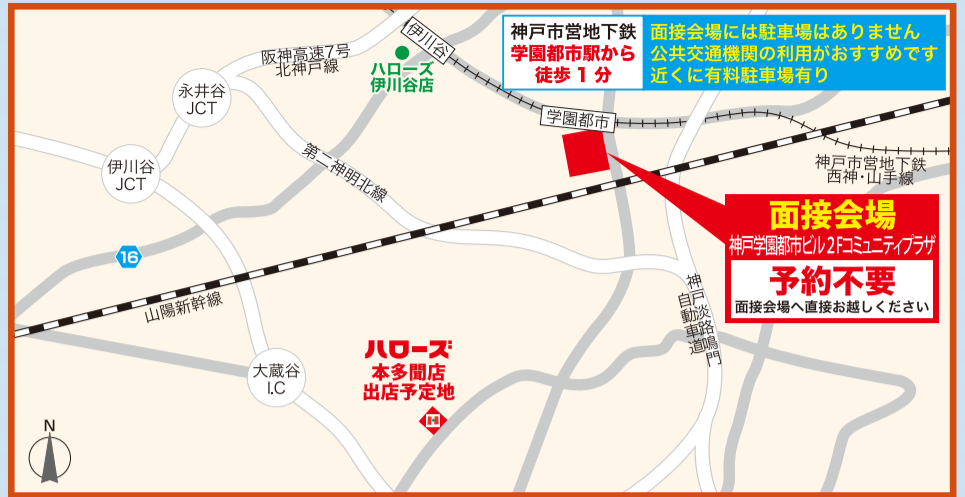 神戸市営地下鉄
学園都市駅から
徒歩1分
面接会場には駐車場はありません
公共交通機関の利用がおすすめです
近くに有料駐車場有り
伊川谷
阪神高速7号
北神戸線
ハローズ
伊川谷店
永井谷
JCT
学園都市
伊川谷
JCT
第二神明北線
神戸市営地下鉄
西神・山手線
面接会場
神戸学園都市ビル2Fコミュニティプラザ
予約不要
面接会場へ直接お越しください
16
山陽新幹線
神戸淡路鳴門
自動車道
ハローズ
本多聞店
出店予定地
H
大蔵谷
I.C
N